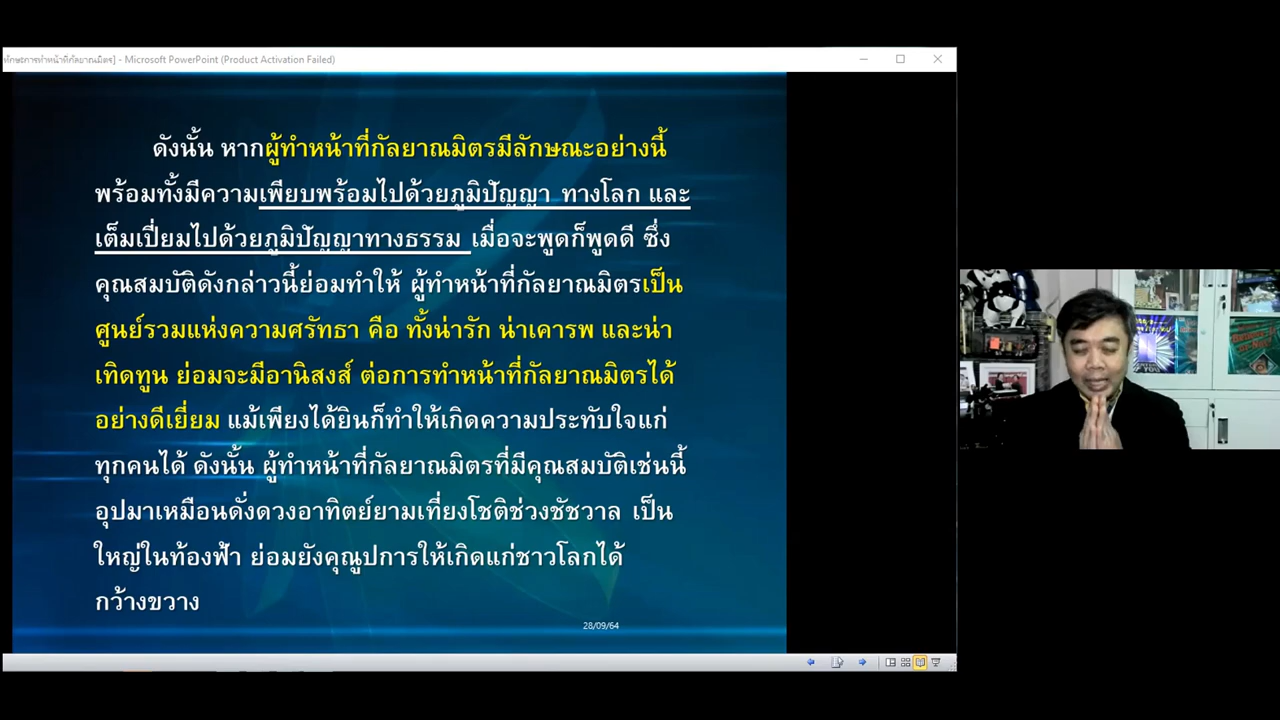 ทักษะการทำหน้าที่กัลยาณมิตร] - Microsoft PowerPoint (Product Activation Failed)
ดังนั้น หากผู้ทำหน้าที่กัลยาณมิตรมีลักษณะอย่างนี้
พร้อมทั้งมีความเพียบพร้อมไปด้วยภูมิปัญญา ทางโลก และ
เต็มเปี่ยมไปด้วยภูมิปัญญาทางธรรม เมื่อจะพูดก็พูดดี ซึ่ง
คุณสมบัติดังกล่าวนี้ย่อมทำให้ ผู้ทำหน้าที่กัลยาณมิตรเป็น
ศูนย์รวมแห่งความศรัทธา คือ ทั้งน่ารัก น่าเคารพ และน่า
เทิดทูน ย่อมจะมีอานิสงส์ ต่อการทำหน้าที่กัลยาณมิตรได้
อย่างดีเยี่ยม แม้เพียงได้ยินก็ทำให้เกิดความประทับใจแก่
ทุกคนได้ ดังนั้น ผู้ทำหน้าที่กัลยาณมิตรที่มีคุณสมบัติเช่นนี้
อุปมาเหมือนดั่งดวงอาทิตย์ยามเที่ยงโชติช่วงชัชวาล เป็น
ใหญ่ในท้องฟ้า ย่อมยังคุณูปการให้เกิดแก่ชาวโลกได้
กว้างขวาง
28/09/64